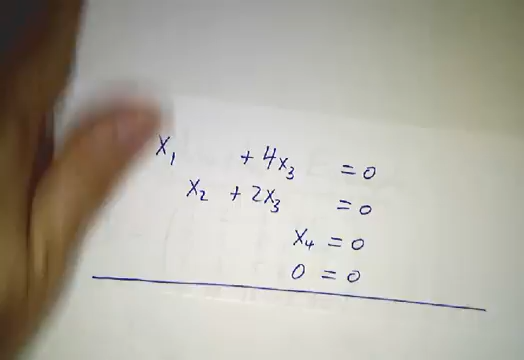 x₁ + 4x₃ = 0
x₂ + 2x₃ = 0
x₄ = 0
0 = 0